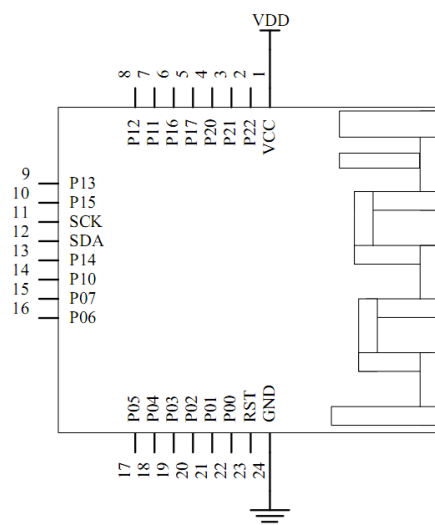 VDD
8 7 6 5 4 3 2 1
P12 P11 P16 P17 P20 P21 P22 VCC
9 P13
10 P15
11 SCK
12 SDA
13 P14
14 P10
15 P07
16 P06
P05 P04 P03 P02 P01 P00 RST GND
17 18 19 20 21 22 23 24